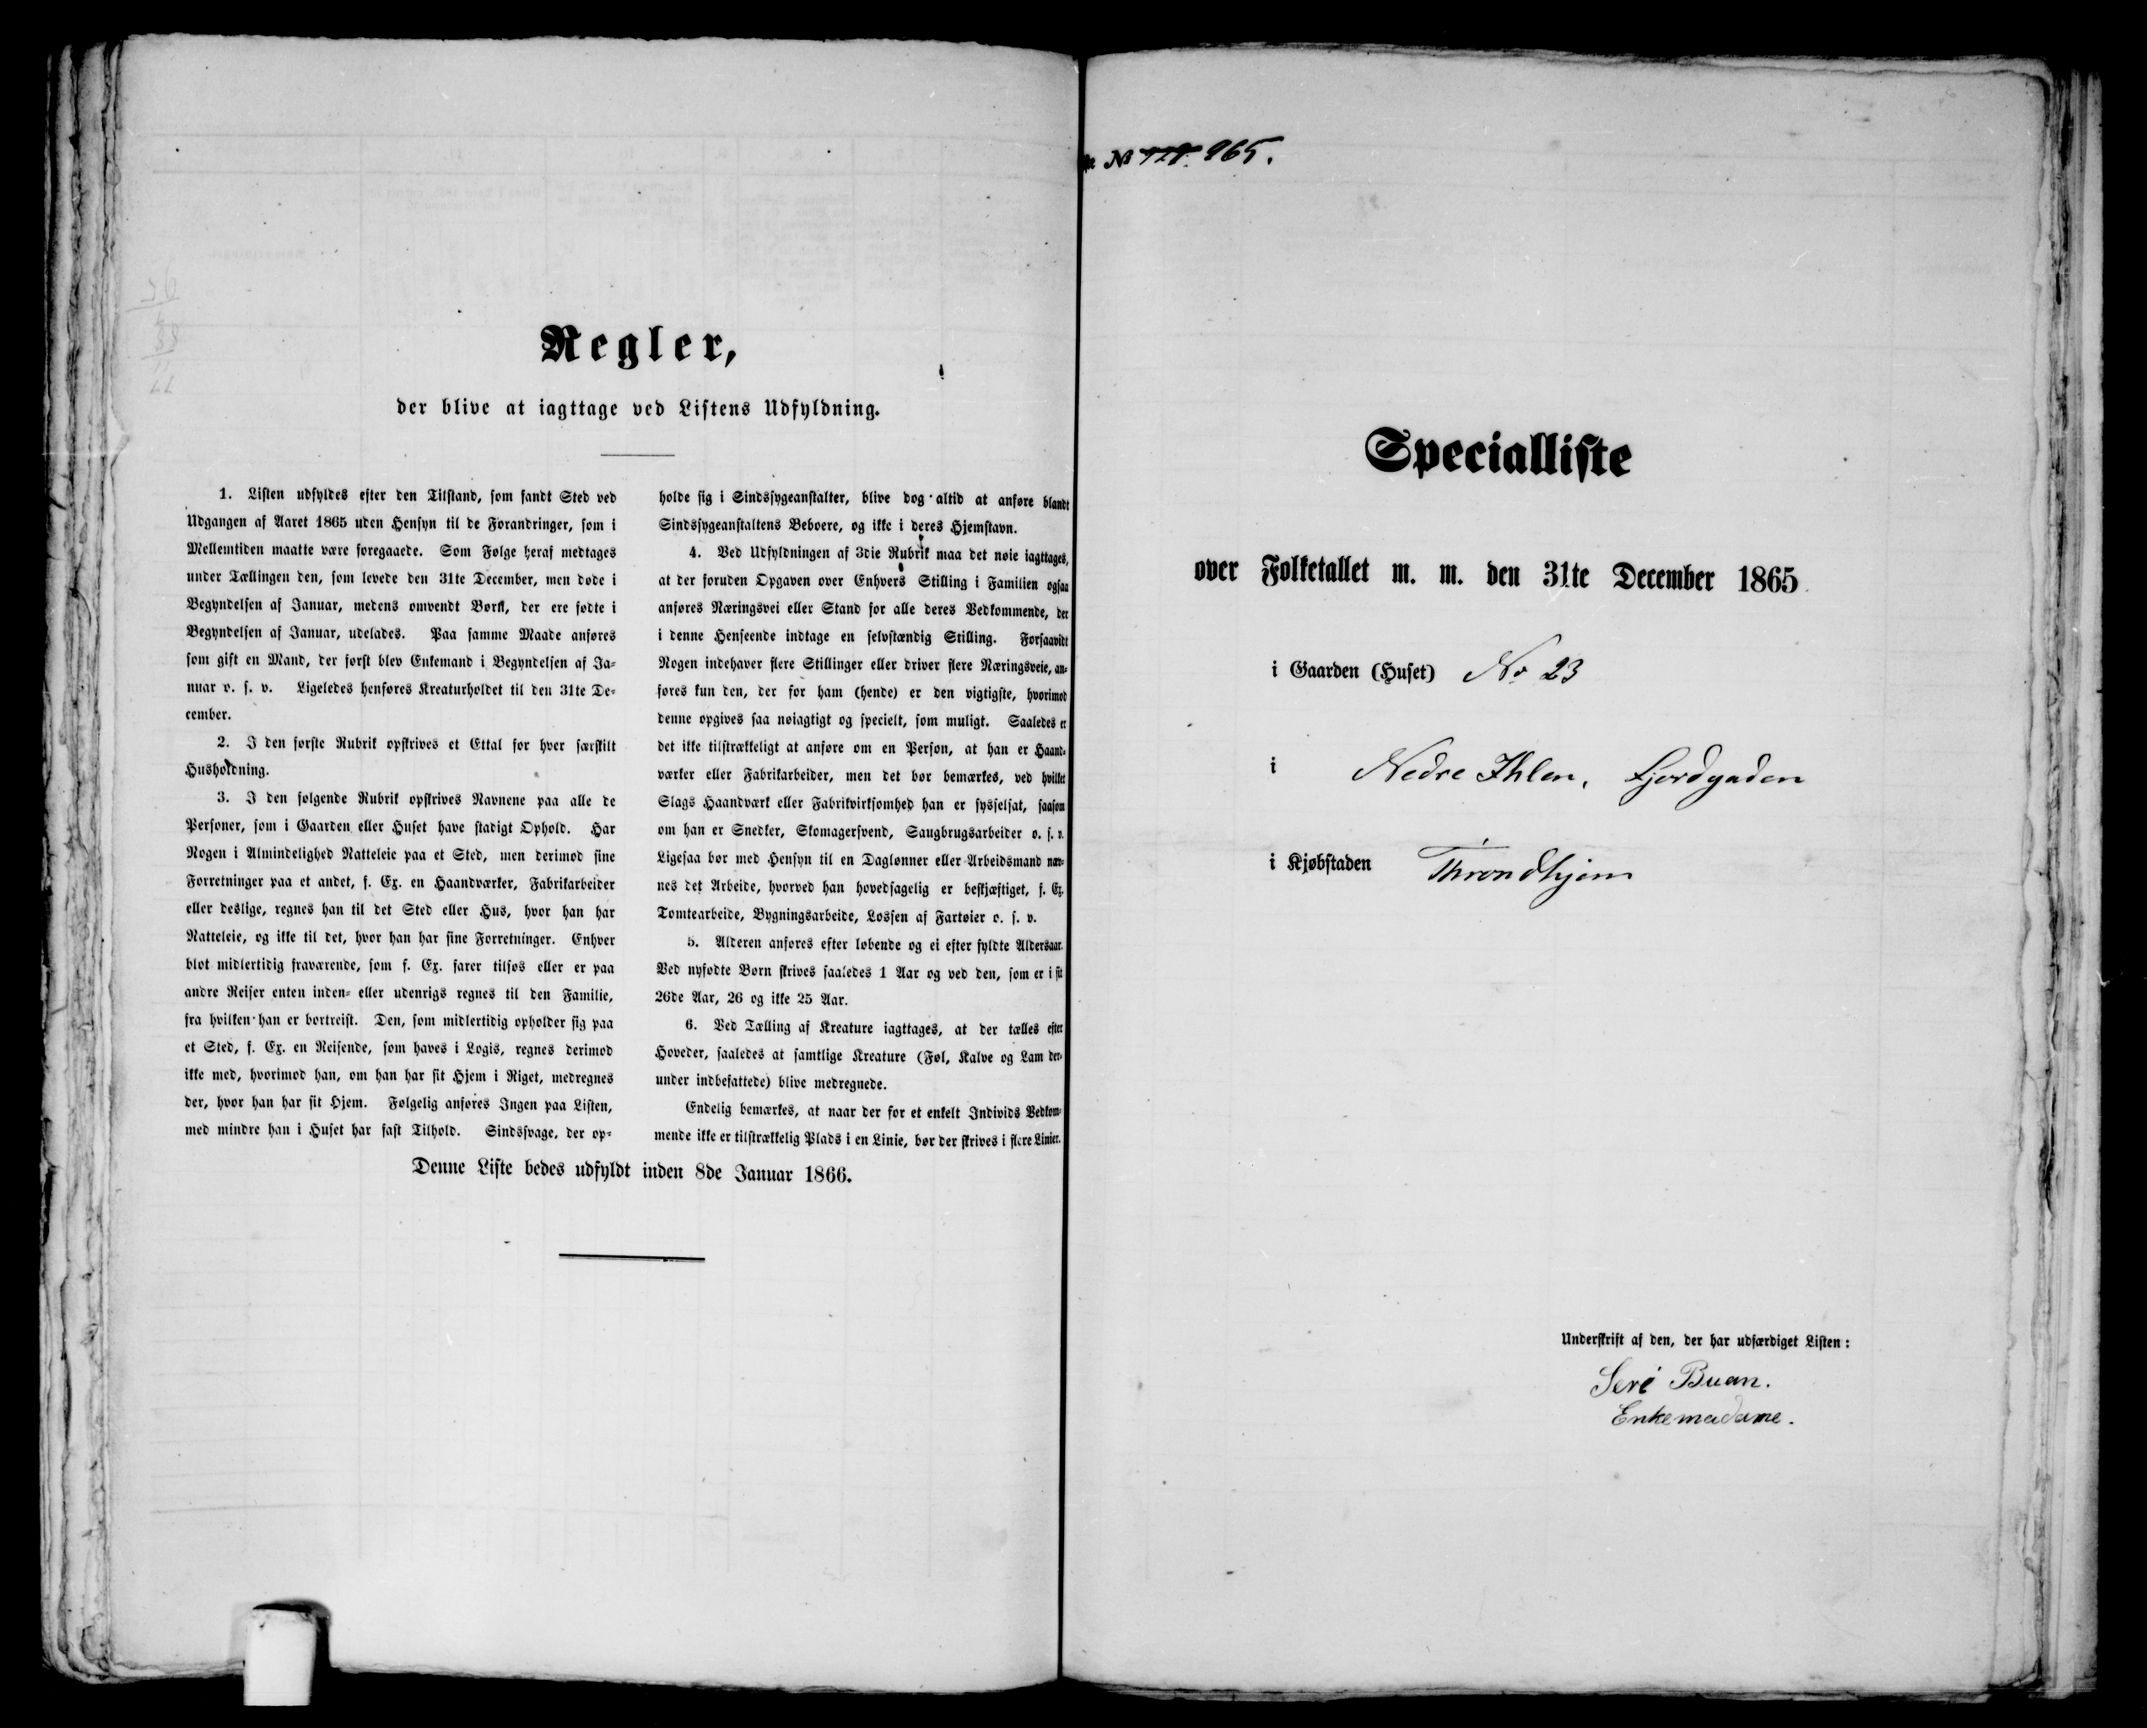 Regler,
der blive at iagttage ved Listens Udfyldning.
1. Listen udfyldes efter den Tilstand, som fandt Sted ved
Udgangen af Aaret 1865 uden Hensyn til de Forandringer, som i
Mellemtiden maatte være foregaaede. Som Følge heraf medtages
under Tællingen den, som levede den 31te December, men døde i
Begyndelsen af Januar, medens omvendt Børn, der ere fødte i
Begyndelsen af Januar, udelades. Paa samme Maade anføres
som gift en Mand, der først blev Enkemand i Begyndelsen af Ja-
nuar o. s. v. Ligeledes henføres Kreaturholdet til den 31te De-
cember.
2. I den første Rubrik opskrives et Ettal for hver særskilt
Husholdning.
3. I den følgende Rubrik opskrives Navnene paa alle de
Personer, som i Gaarden eller Huset have stadigt Ophold. Har
Nogen i Almindelighed Natteleie paa et Sted, men derimod sine
Forretninger paa et andet, f. Ex. en Haandværker, Fabrikarbeider
eller deslige, regnes han til det Sted eller Hus, hvor han har
Natteleie, og ikke til det, hvor han har sine Forretninger. Enhver
blot midlertidig fraværende, som f. Ex. farer tilsøs eller er paa
andre Reiser enten inden- eller udenrigs regnes til den Familie,
fra hvilken han er bortreist. Den, som midlertidig opholder sig paa
et Sted, f. Ex. en Reisende, som haves i Logis, regnes derimod
ikke med, hvorimod han, om han har sit Hjem i Riget, medregnes
der, hvor han har sit Hjem. Følgelig anføres Ingen paa Listen,
med mindre han i Huset har fast Tilhold. Sindssvage, der op-
holde sig i Sindssygeanstalter, blive dog altid at anføre blandt
Sindssygeanstaltens Beboere, og ikke i deres Hjemstavn.
4. Ved Udfyldningen af 3die Rubrik maa det nøie iagttages,
at der foruden Opgaven over Enhvers Stilling i Familien ogsaa
anføres Næringsvei eller Stand for alle deres Vedkommende, der
i denne Henseende indtage en selvstændig Stilling. Forsaavidt
Nogen indehaver flere Stillinger eller driver flere Næringsveie, an-
føres kun den, der for ham (hende) er den vigtigste, hvorimod
denne opgives saa nøiagtigt og specielt, som muligt. Saaledes er
det ikke tilstrækkeligt at anføre om en Person, at han er Haand-
værker eller Fabrikarbeider, men det bør bemærkes, ved hvilket
Slags Haandværk eller Fabrikvirksomhed han er sysselsat, saasom
om han er Snedker, Skomagersvend, Saugbrugsarbeider o. s. v.
Ligesaa bør med Hensyn til en Daglønner eller Arbeidsmand næv-
nes det Arbeide, hvorved han hovedsagelig er beskjæftiget, f. Ex.
Tomtearbeide, Bygningsarbeide, Lossen af Fartøier o. s. v.
5. Alderen anføres efter løbende og ei efter fyldte Aldersaar.
Ved nyfødte Børn skrives saaledes 1 Aar og ved den, som er i sit
26de Aar, 26 og ikke 25 Aar.
6. Ved Tælling af Kreature iagttages, at der tælles efter
Hoveder, saaledes at samtlige Kreature (Føl, Kalve og Lam der-
under indbefattede) blive medregnede.
Endelig bemærkes, at naar der for et enkelt Individs Vedkom-
mende ikke er tilstrækkelig Plads i en Linie, bør der skrives i flere Linier.
Denne Liste bedes udfyldt inden 8de Januar 1866.
№ 965.
Specialliste
over Folketallet m. m. den 31te December 1865
i Gaarden (Huset) No 23
i Nedre Ihlen, Fjordgaden
i Kjøbstaden Throndhjem
Underskrift af den, der har udfærdiget Listen:
Seri Buan.
Enkemadame.